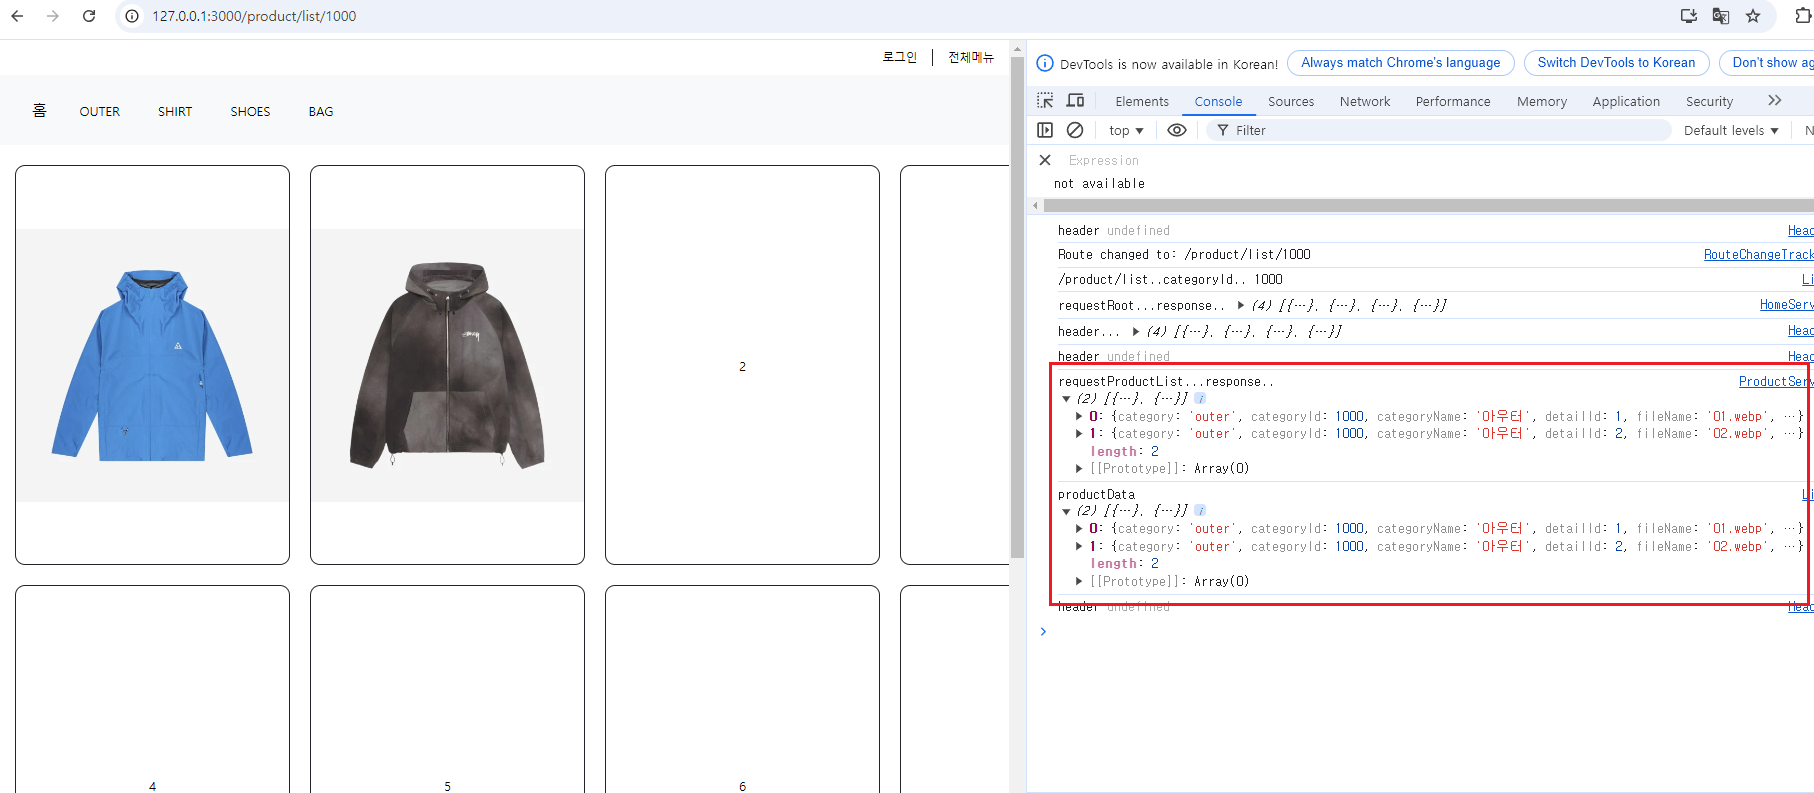 127.0.0.1:3000/product/list/1000
로그인 | 전체메뉴
홈 OUTER SHIRT SHOES BAG
2
4 5 6
DevTools is now available in Korean! Always match Chrome's language Switch DevTools to Korean Don't show ag
Elements Console Sources Network Performance Memory Application Security
top Filter Default levels N
Expression
not available
header undefined Head
Route changed to: /product/list/1000 RouteChangeTrack
/product/list..categoryId.. 1000 Li
requestRoot...response.. (4) [{…}, {…}, {…}, {…}] HomeServ
header... (4) [{…}, {…}, {…}, {…}] Head
header undefined Head
requestProductList...response.. ProductServ
(2) [{…}, {…}] i
0: {category: 'outer', categoryId: 1000, categoryName: '아우터', detailId: 1, fileName: '01.webp', …}
1: {category: 'outer', categoryId: 1000, categoryName: '아우터', detailId: 2, fileName: '02.webp', …}
length: 2
[[Prototype]]: Array(0)
productData Li
(2) [{…}, {…}] i
0: {category: 'outer', categoryId: 1000, categoryName: '아우터', detailId: 1, fileName: '01.webp', …}
1: {category: 'outer', categoryId: 1000, categoryName: '아우터', detailId: 2, fileName: '02.webp', …}
length: 2
[[Prototype]]: Array(0)
header undefined Head